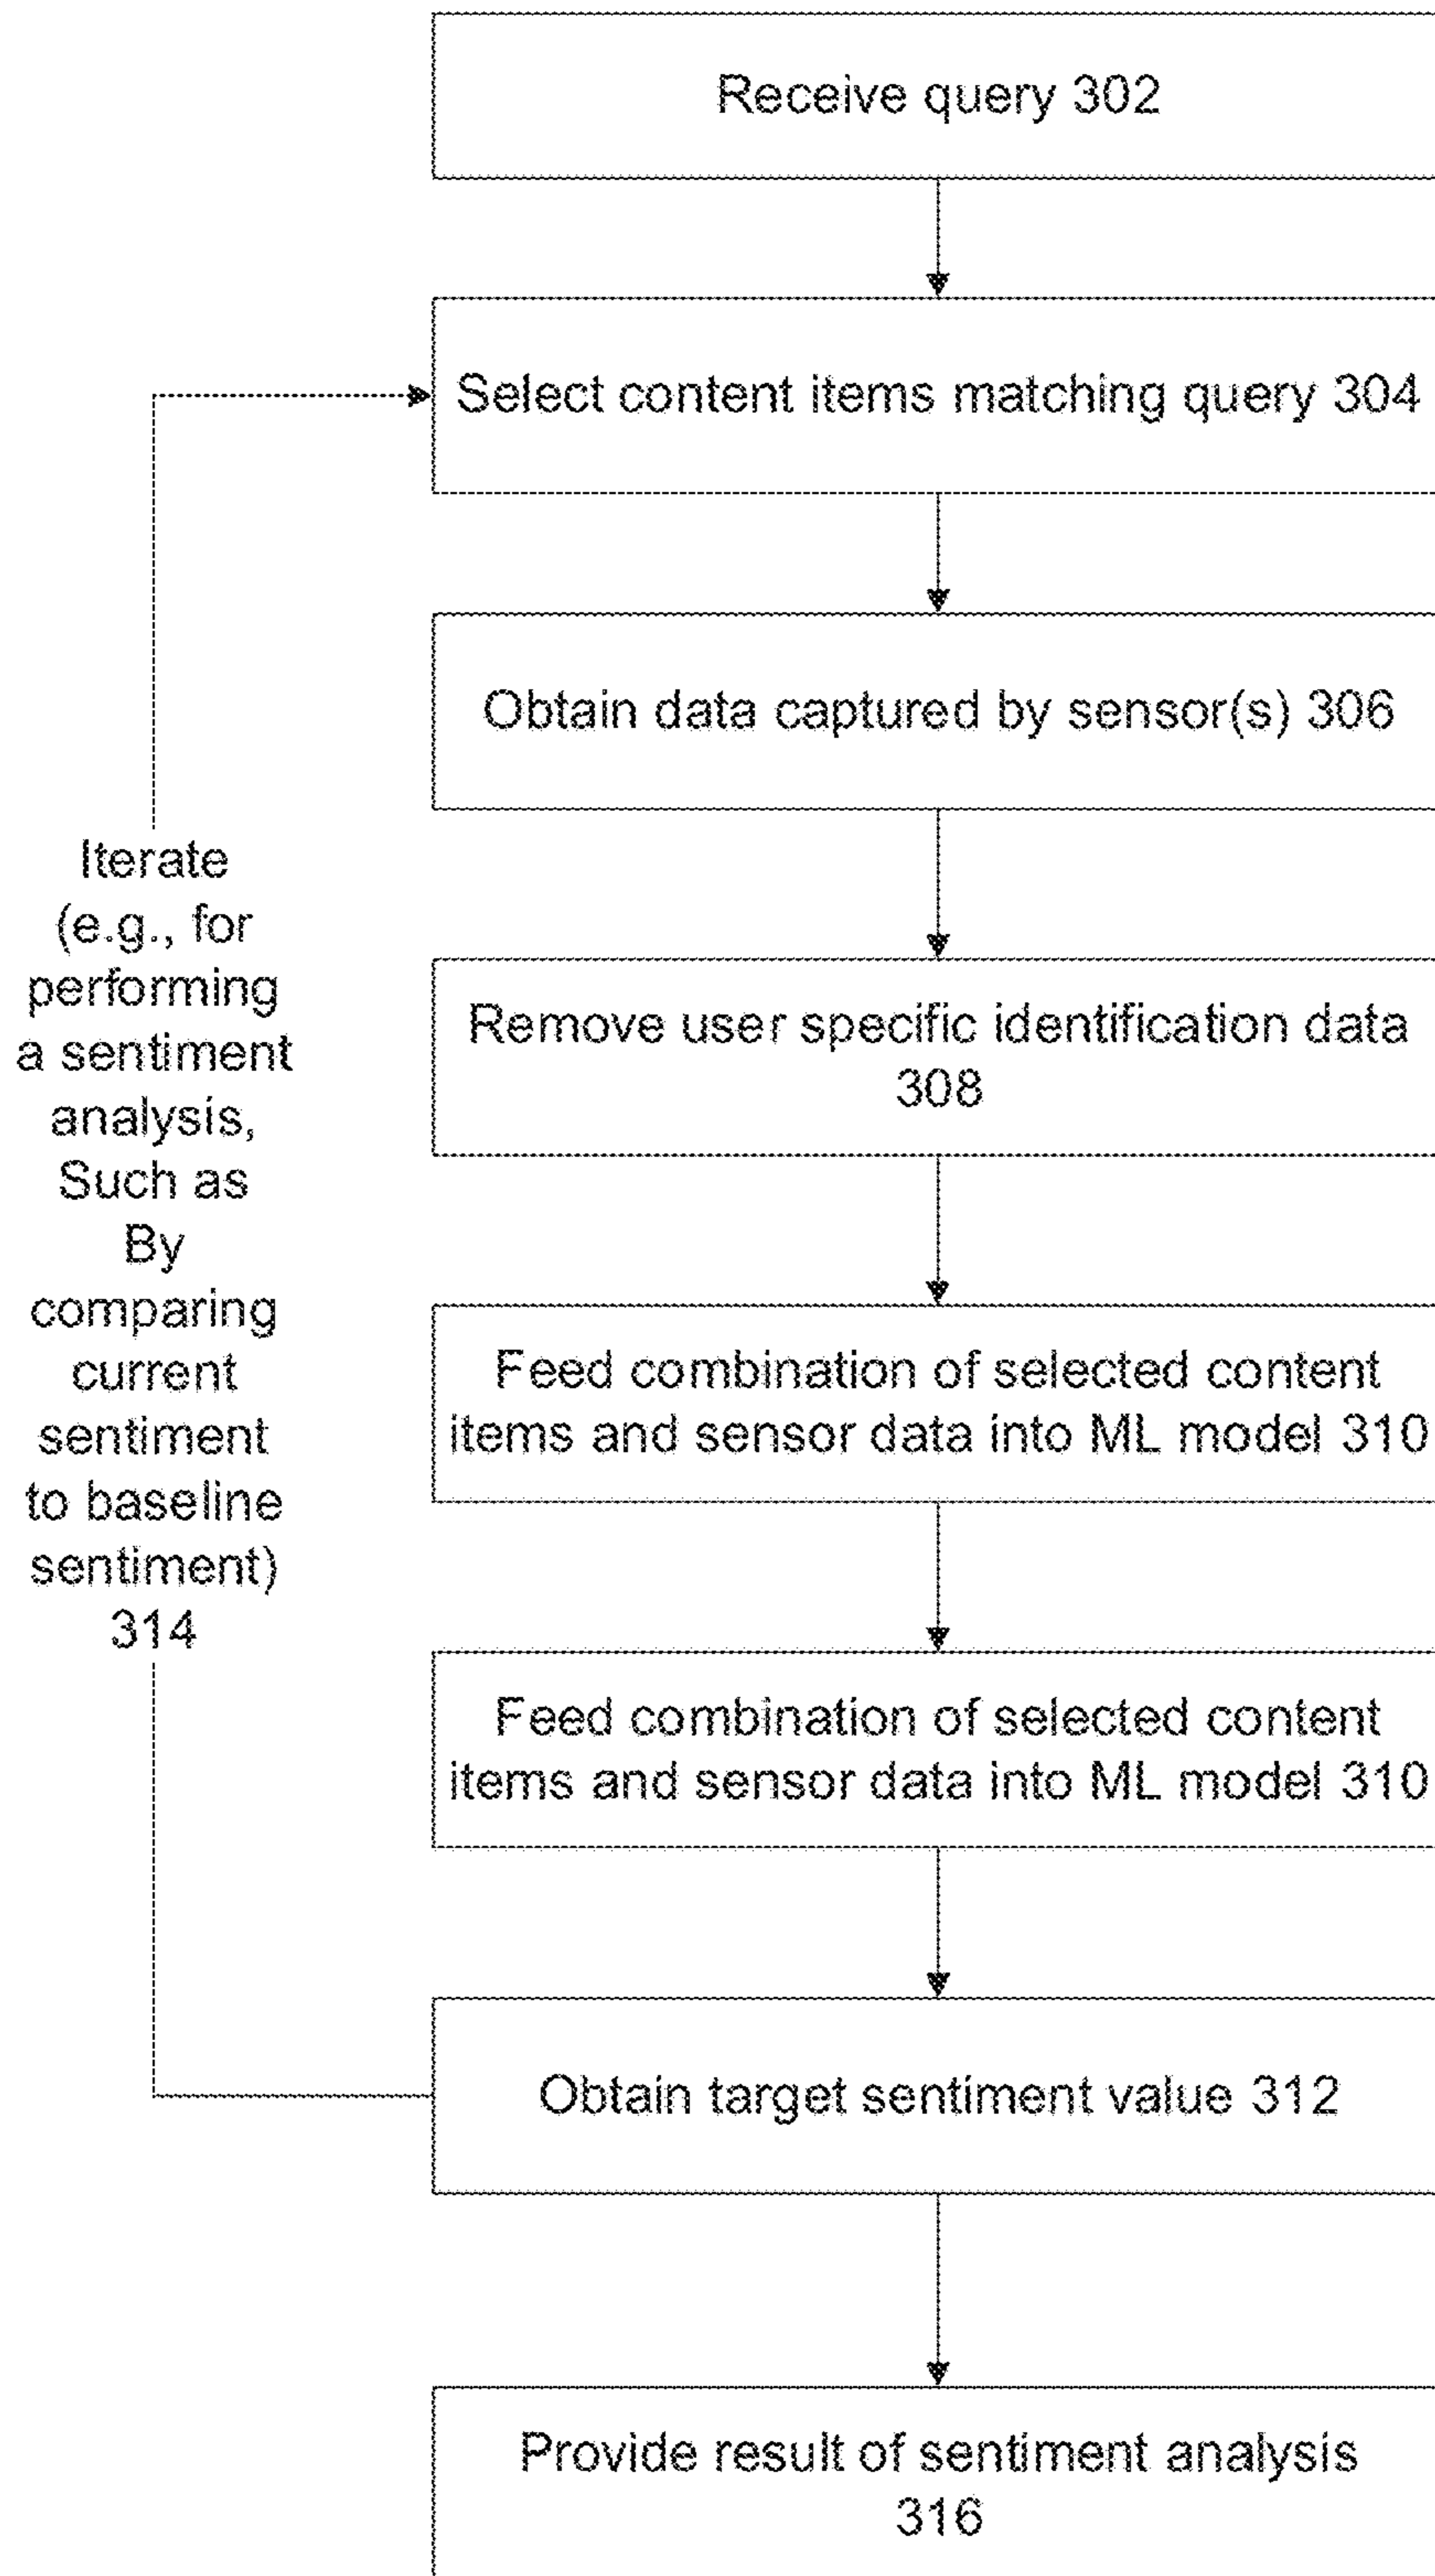 Receive query 302
Select content items matching query 304
Obtain data captured by sensor(s) 306
Remove user specific identification data
308
Feed combination of selected content
items and sensor data into ML model 310
Feed combination of selected content
items and sensor data into ML model 310
Obtain target sentiment value 312
Provide result of sentiment analysis
316
Iterate
(e.g., for
performing
a sentiment
analysis,
Such as
By
comparing
current
sentiment
to baseline
sentiment)
314